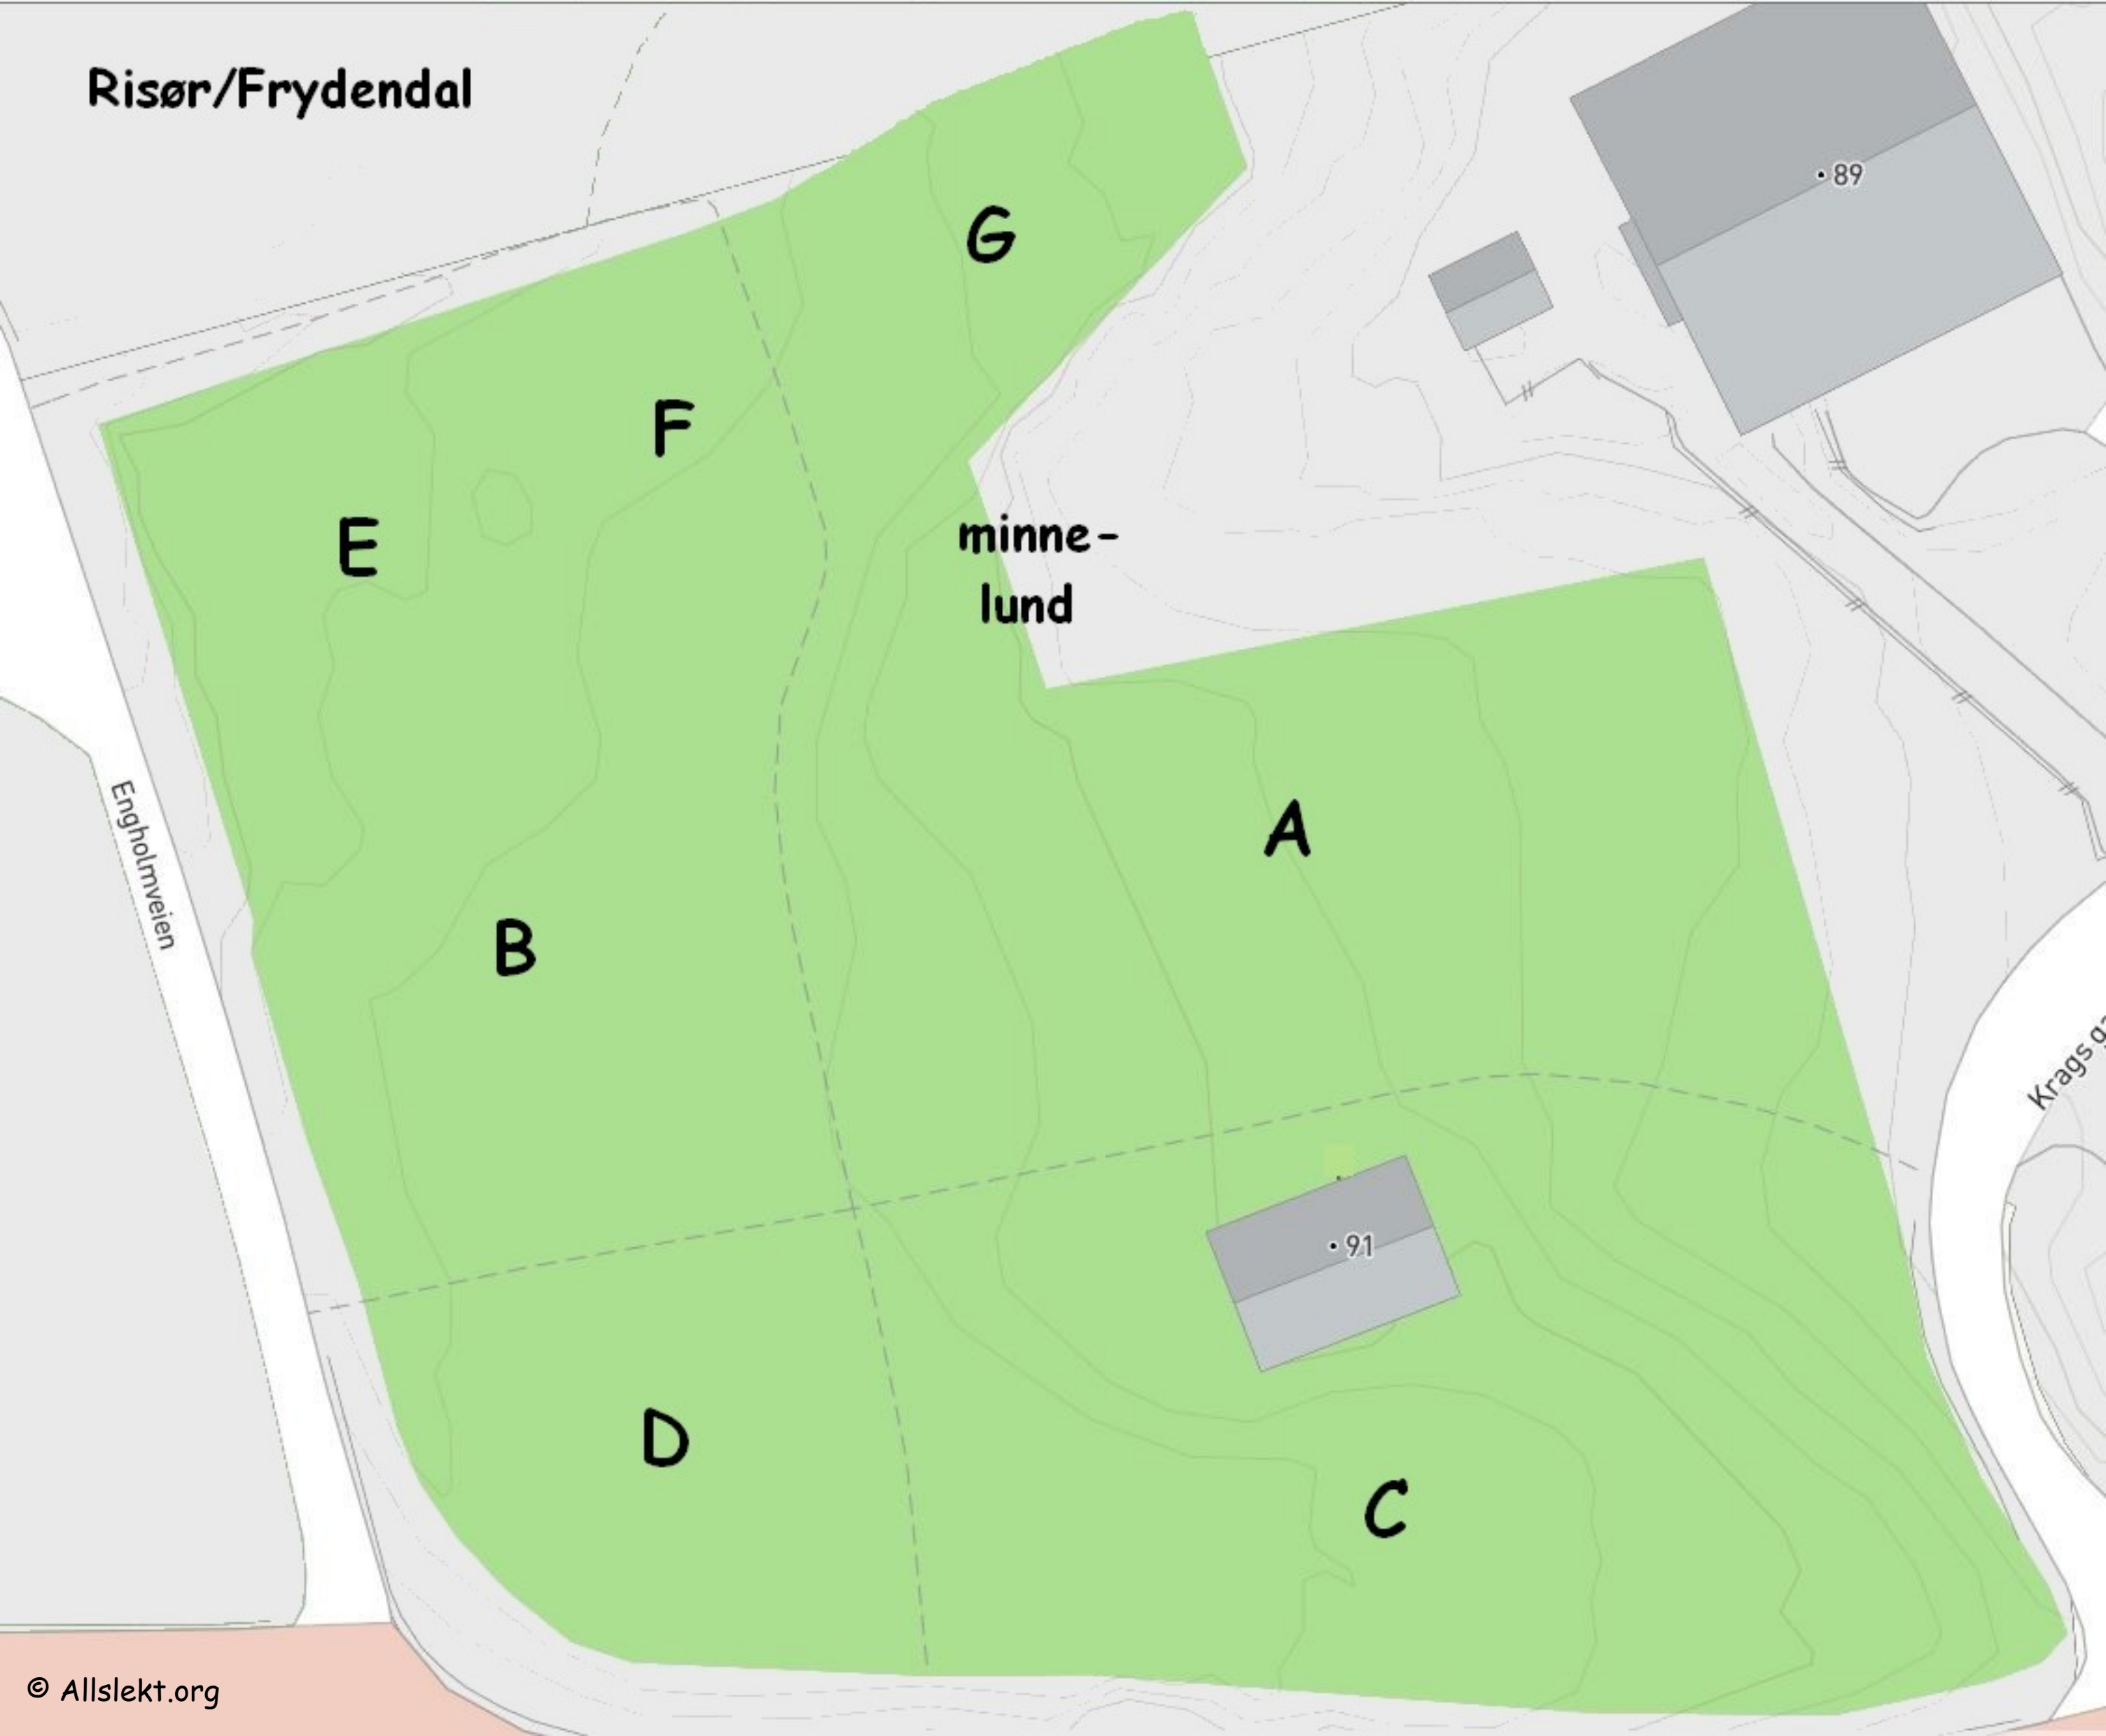 Risør/Frydendal
89
G
F
minne-
lund
E
A
Engholmveien
B
Krags g
91
D
C
© Allslekt.org